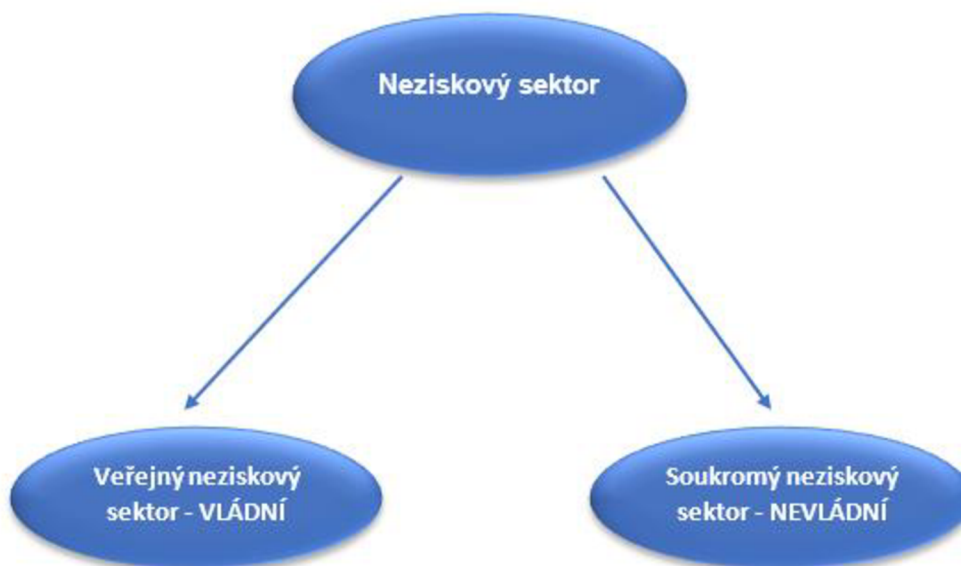 Neziskový sektor
Veřejný neziskový
sektor - VLÁDNÍ
Soukromý neziskový
sektor - NEVLÁDNÍ